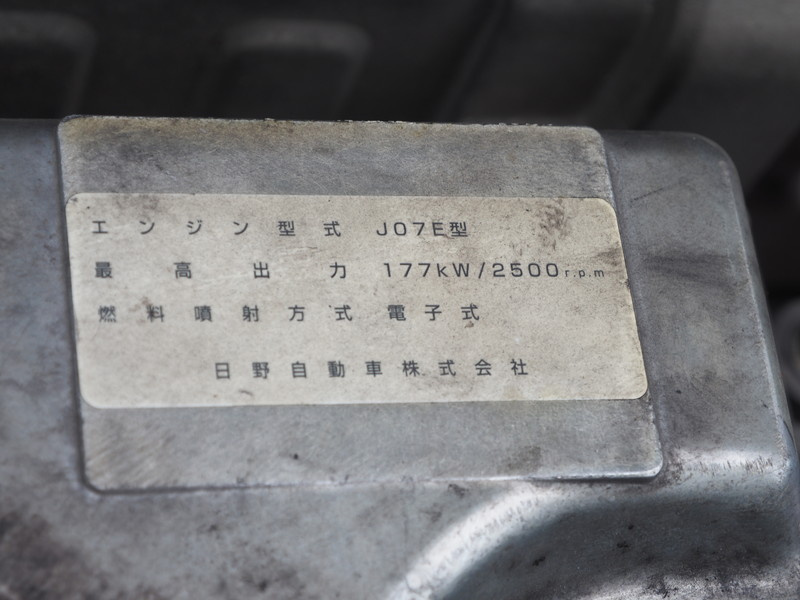 エンジン型式 J07E型
最高出力 177kW/2500r.p.m
燃料噴射方式 電子式
日野自動車株式会社